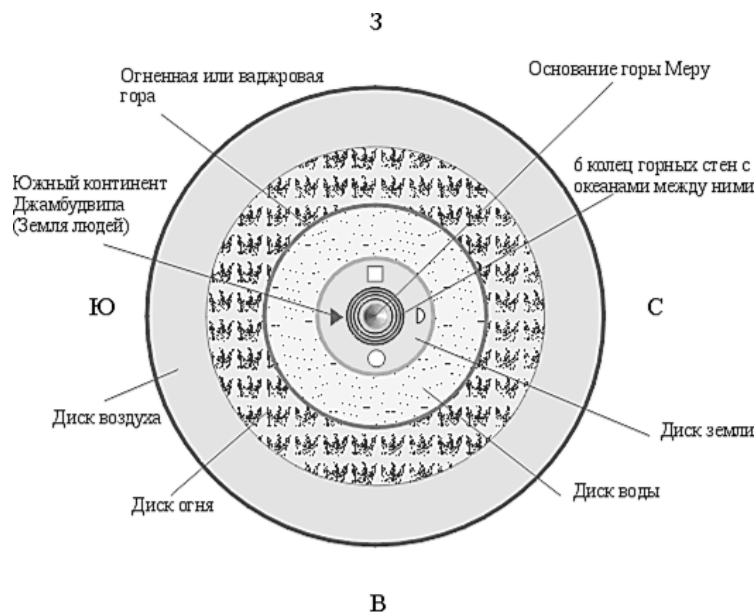 З
Огненная или ваджровая
гора
Основание горы Меру
6 колец горных стен с
океанами между ними
Южный континент
Джамбудвипа
(Земля людей)
Ю
С
Диск воздуха
Диск огня
Диск земли
Диск воды
В